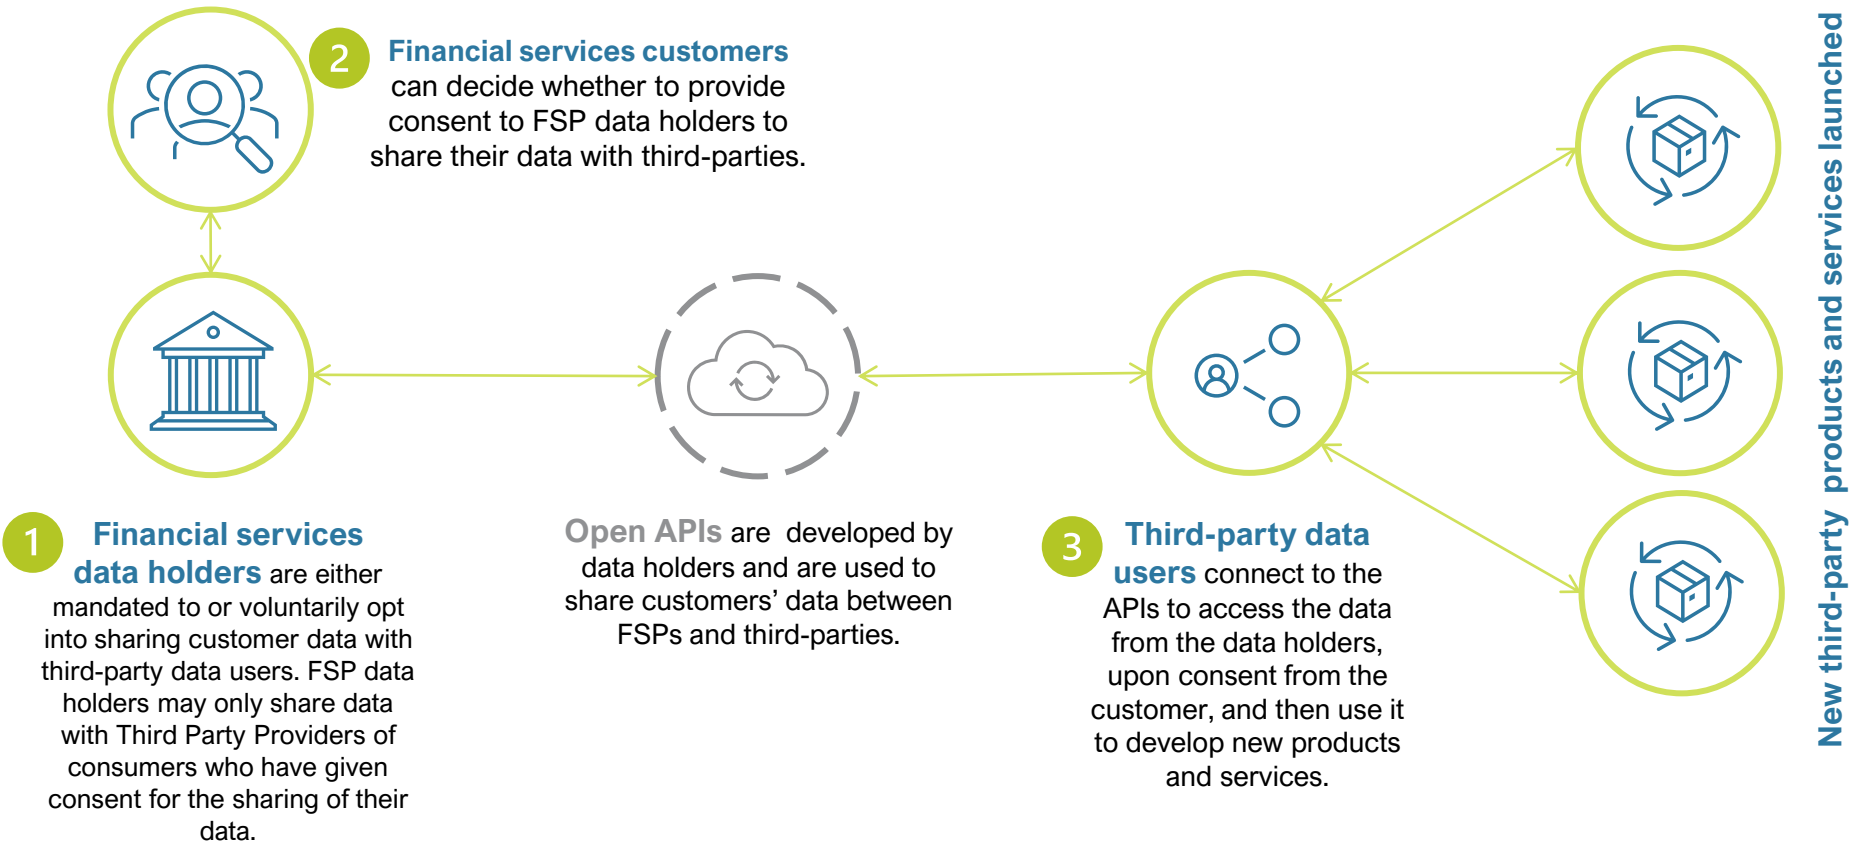 2
Financial services customers
can decide whether to provide
consent to FSP data holders to
share their data with third-parties.
1
Financial services
data holders are either
mandated to or voluntarily opt
into sharing customer data with
third-party data users. FSP data
holders may only share data
with Third Party Providers of
consumers who have given
consent for the sharing of their
data.
Open APIs are developed by
data holders and are used to
share customers’ data between
FSPs and third-parties.
3
Third-party data
users connect to the
APIs to access the data
from the data holders,
upon consent from the
customer, and then use it
to develop new products
and services.
New third-party products and services launched